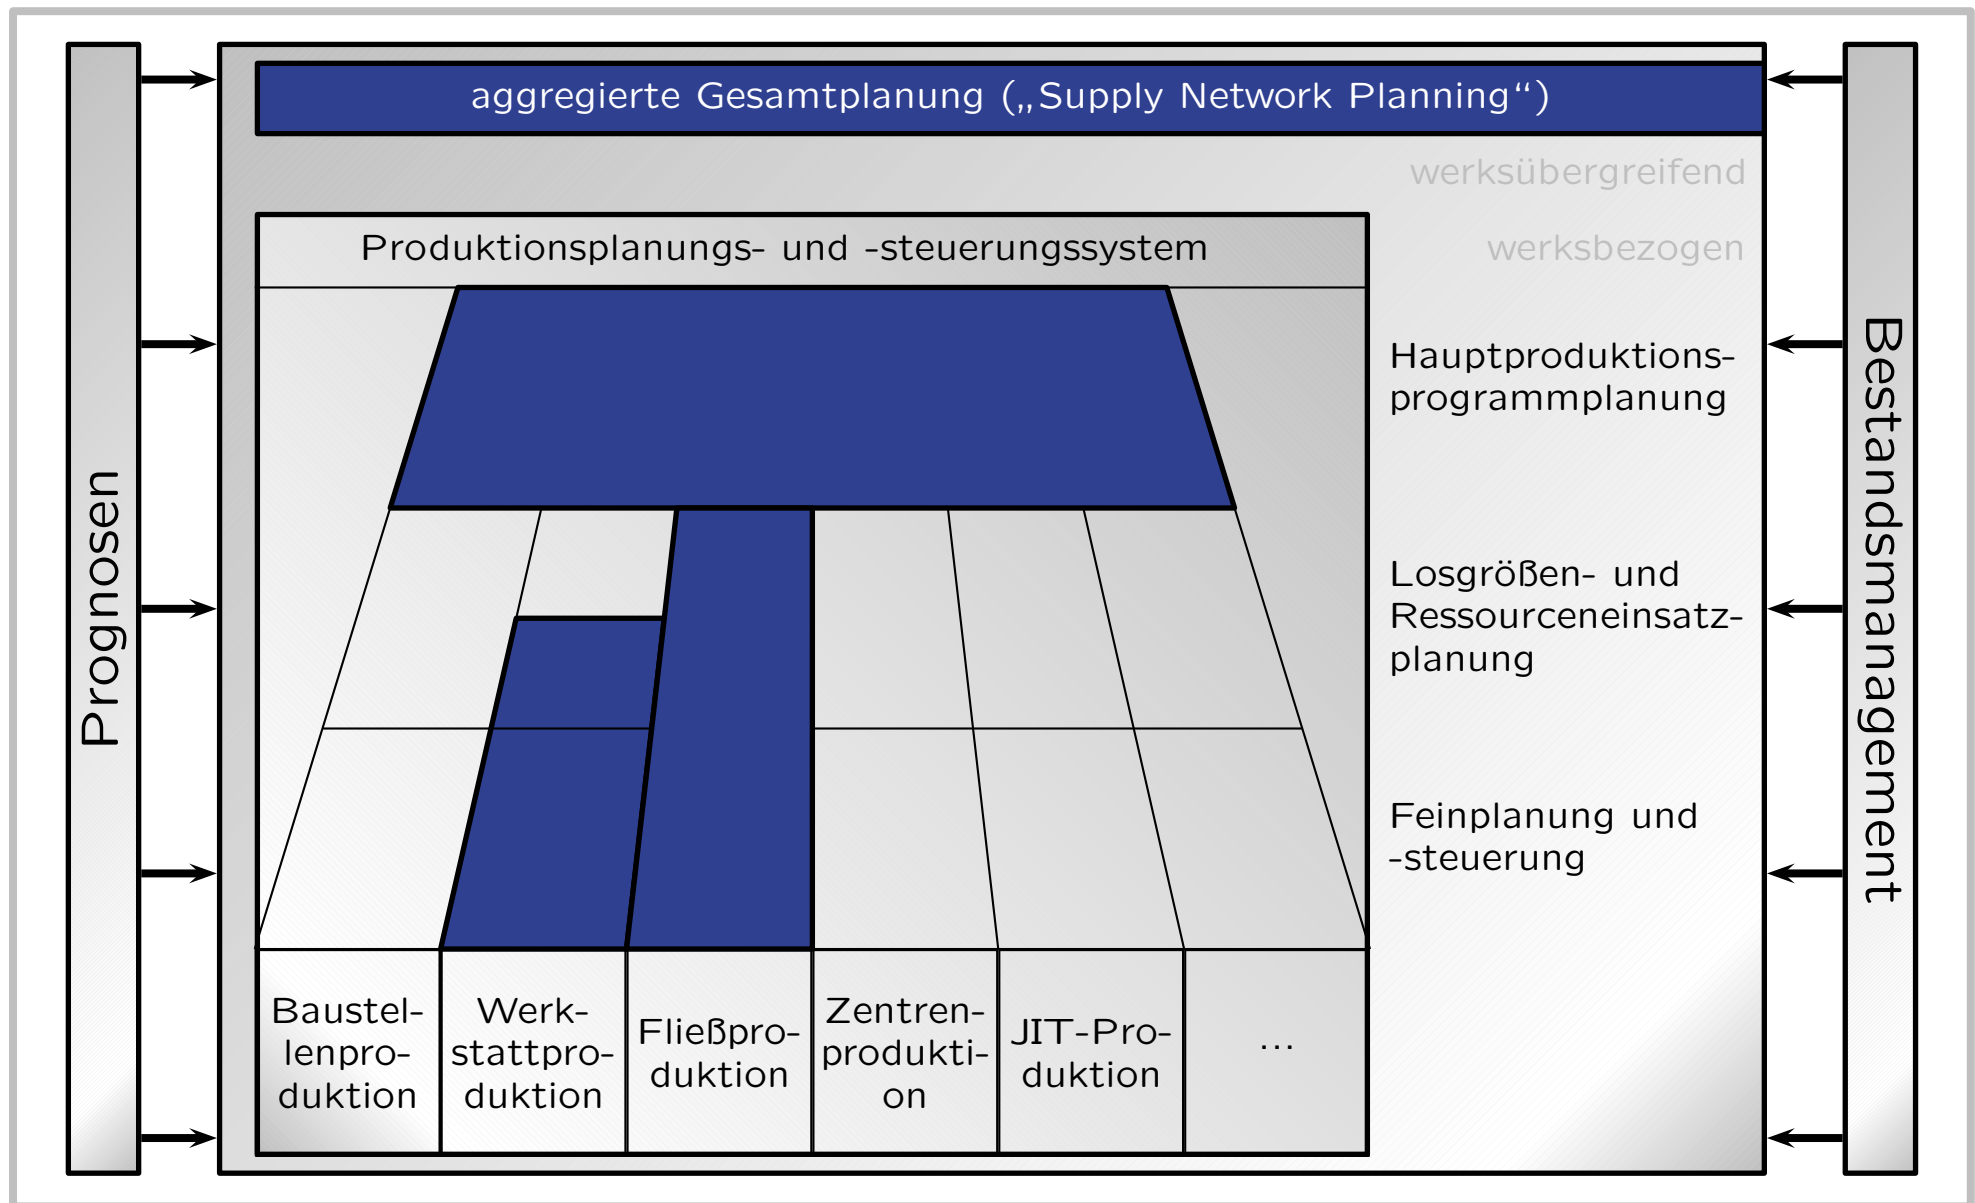 aggregierte Gesamtplanung („Supply Network Planning“)
werksübergreifend
Produktionsplanungs- und -steuerungssystem
werksbezogen
Hauptproduktions-
programmplanung
Losgrößen- und
Ressourceneinsatz-
planung
Feinplanung und
-steuerung
Prognosen
Bestandsmanagement
Baustel-
lenpro-
duktion
Werk-
stattpro-
duktion
Fließpro-
duktion
Zentren-
produkti-
on
JIT-Pro-
duktion
...